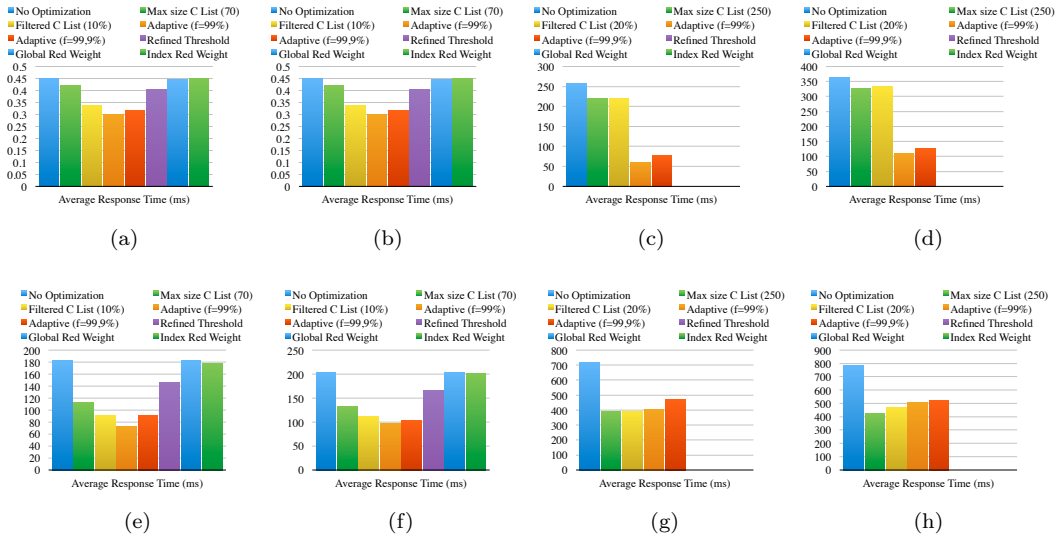 No Optimization Max size C List (70)
Filtered C List (10%) Adaptive (f=99%)
Adaptive (f=99,9%) Refined Threshold
Global Red Weight Index Red Weight
0.5
0.45
0.4
0.35
0.3
0.25
0.2
0.15
0.1
0.05
0
Average Response Time (ms)
(a)
No Optimization Max size C List (70)
Filtered C List (10%) Adaptive (f=99%)
Adaptive (f=99,9%) Refined Threshold
Global Red Weight Index Red Weight
0.5
0.45
0.4
0.35
0.3
0.25
0.2
0.15
0.1
0.05
0
Average Response Time (ms)
(b)
No Optimization Max size C List (250)
Filtered C List (20%) Adaptive (f=99%)
Adaptive (f=99,9%) Refined Threshold
Global Red Weight Index Red Weight
300
250
200
150
100
50
0
Average Response Time (ms)
(c)
No Optimization Max size C List (250)
Filtered C List (20%) Adaptive (f=99%)
Adaptive (f=99,9%) Refined Threshold
Global Red Weight Index Red Weight
400
350
300
250
200
150
100
50
0
Average Response Time (ms)
(d)
No Optimization Max size C List (70)
Filtered C List (10%) Adaptive (f=99%)
Adaptive (f=99,9%) Refined Threshold
Global Red Weight Index Red Weight
200
180
160
140
120
100
80
60
40
20
0
Average Response Time (ms)
(e)
No Optimization Max size C List (70)
Filtered C List (10%) Adaptive (f=99%)
Adaptive (f=99,9%) Refined Threshold
Global Red Weight Index Red Weight
250
200
150
100
50
0
Average Response Time (ms)
(f)
No Optimization Max size C List (250)
Filtered C List (20%) Adaptive (f=99%)
Adaptive (f=99,9%) Refined Threshold
Global Red Weight Index Red Weight
800
700
600
500
400
300
200
100
0
Average Response Time (ms)
(g)
No Optimization Max size C List (250)
Filtered C List (20%) Adaptive (f=99%)
Adaptive (f=99,9%) Refined Threshold
Global Red Weight Index Red Weight
900
800
700
600
500
400
300
200
100
0
Average Response Time (ms)
(h)